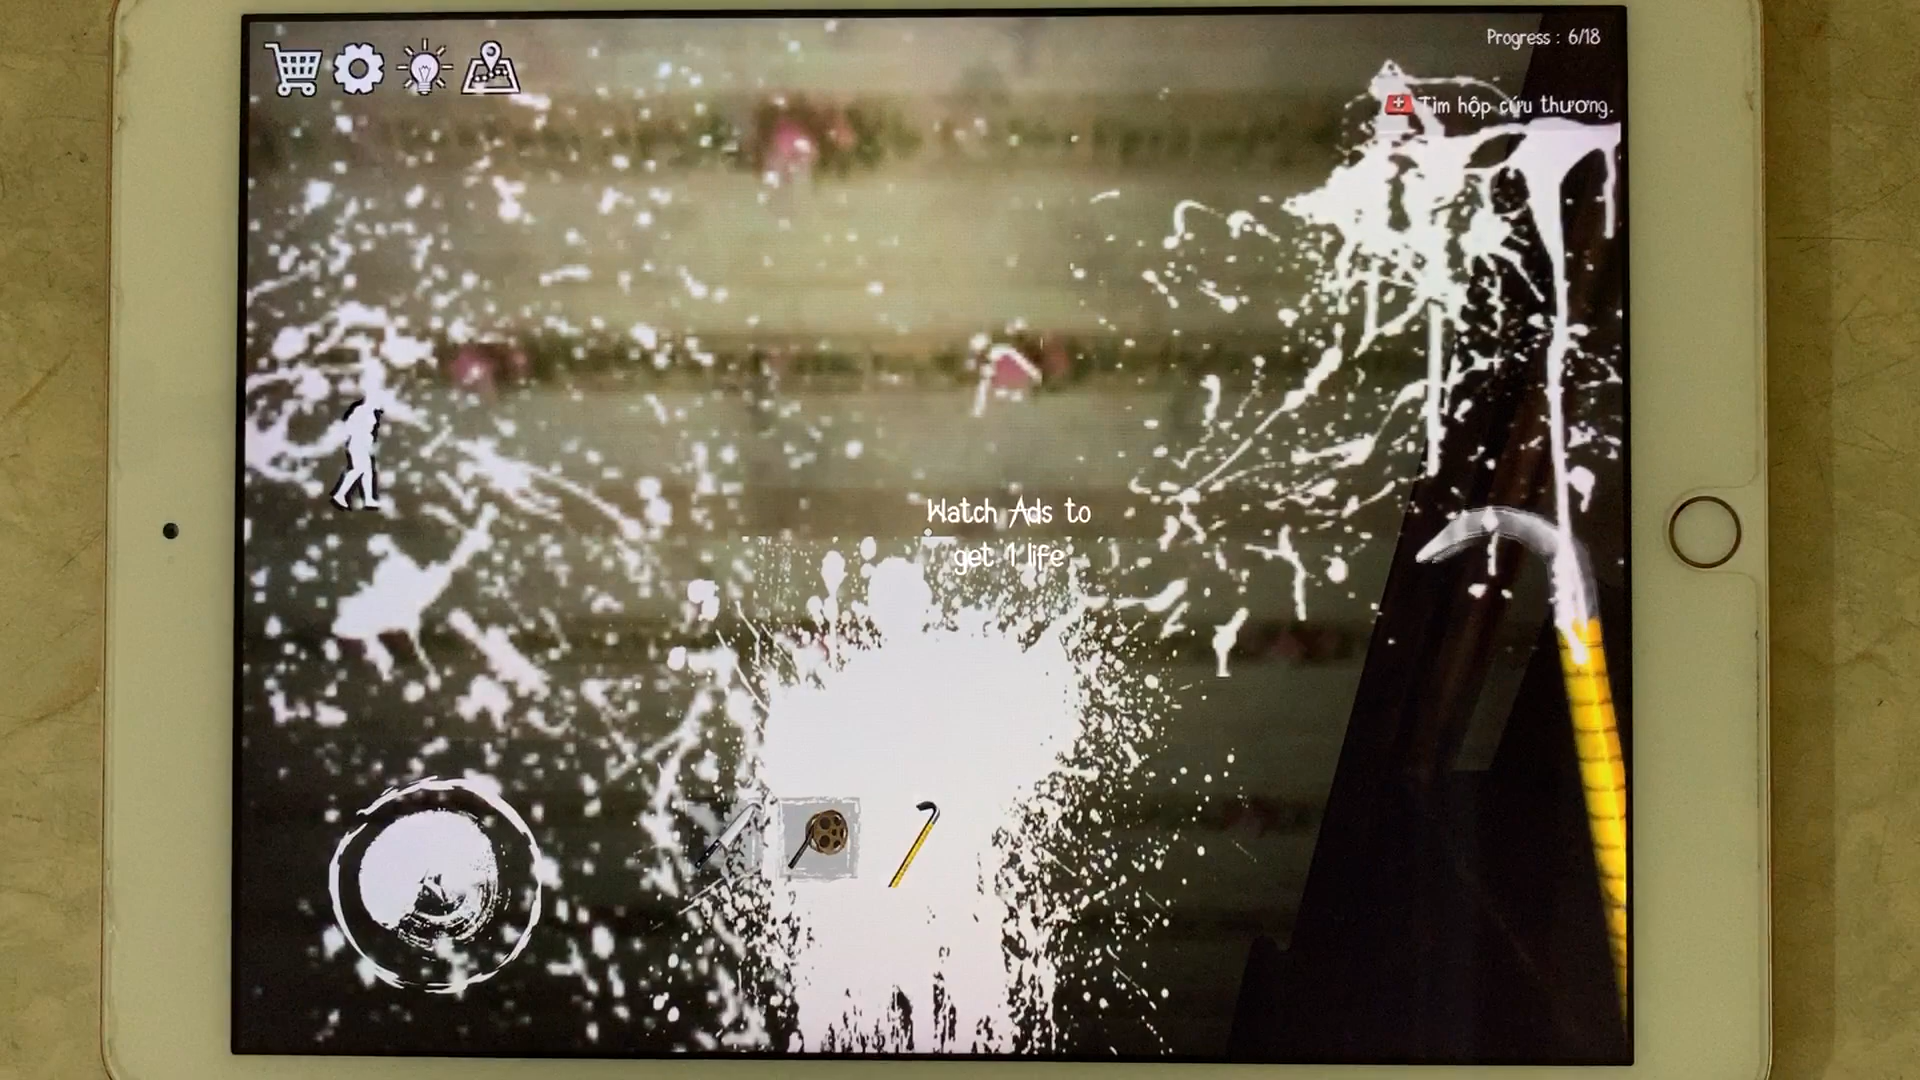 Progress : 6/18
Tìm hộp cứu thương.
Watch Ads to
get 1 life